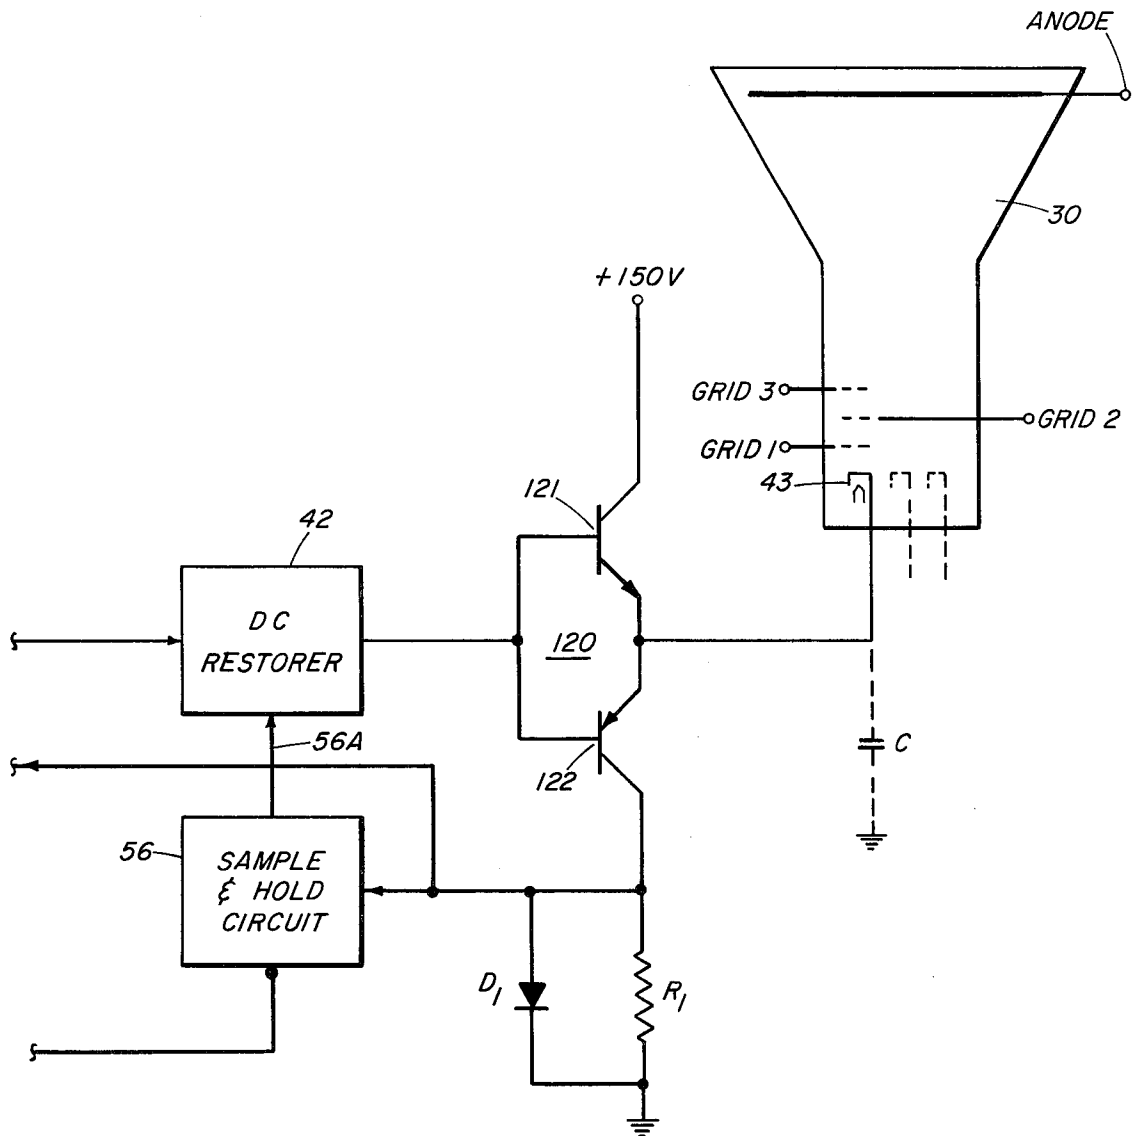 ANODE
30
+150V
GRID 3
GRID 2
GRID 1
43
121
42
DC
RESTORER
120
56A
C
122
56
SAMPLE
& HOLD
CIRCUIT
D1
R1